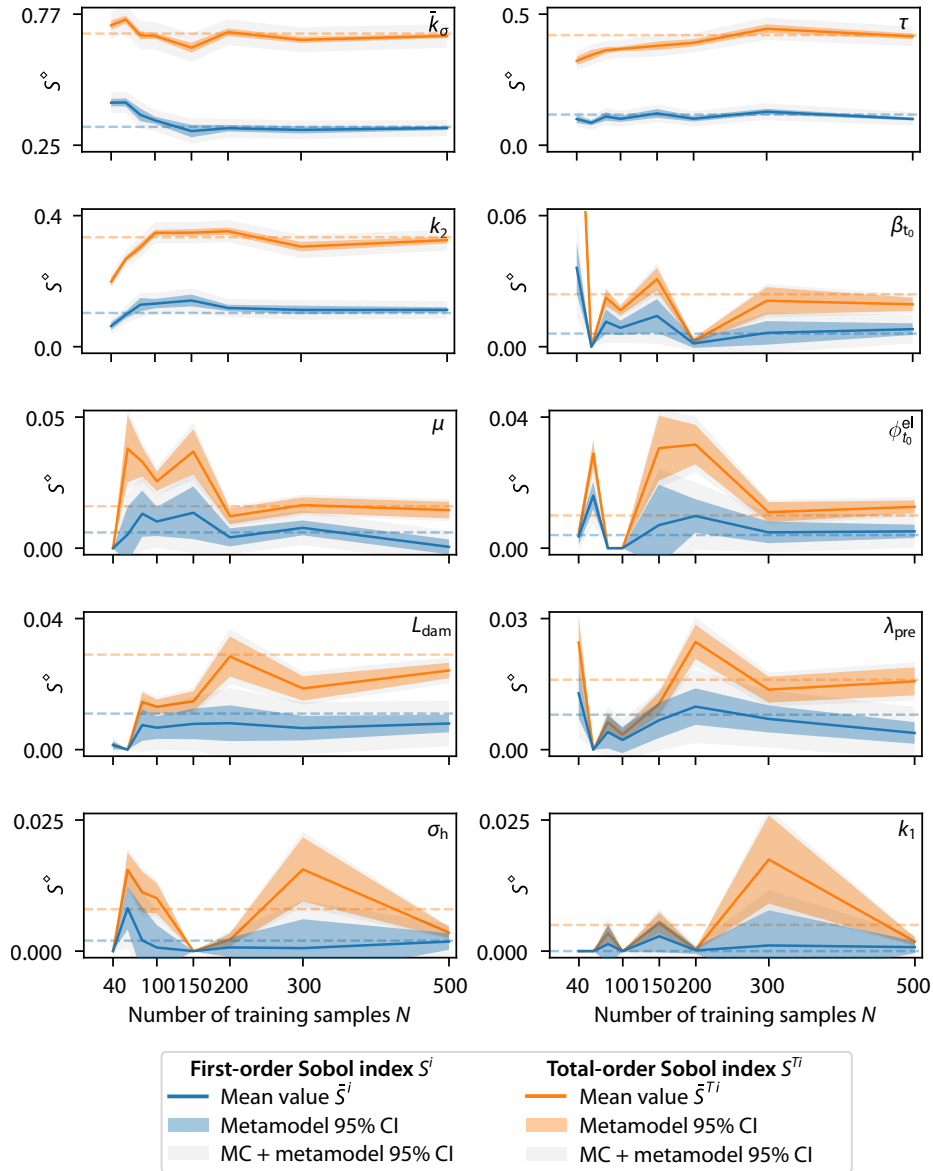 0.77
k̄σ
S⋄
0.25
0.5
τ
S⋄
0.0
0.4
k₂
S⋄
0.0
0.06
βt₀
S⋄
0.00
0.05
μ
S⋄
0.00
0.04
ϕt₀^el
S⋄
0.00
0.04
Ldam
S⋄
0.00
0.03
λpre
S⋄
0.00
0.025
σh
S⋄
0.000
40 100 150 200 300 500
Number of training samples N
0.025
k₁
S⋄
0.000
40 100 150 200 300 500
Number of training samples N
First-order Sobol index Sⁱ
Mean value S̄ⁱ
Metamodel 95% CI
MC + metamodel 95% CI
Total-order Sobol index Sᵀⁱ
Mean value S̄ᵀⁱ
Metamodel 95% CI
MC + metamodel 95% CI